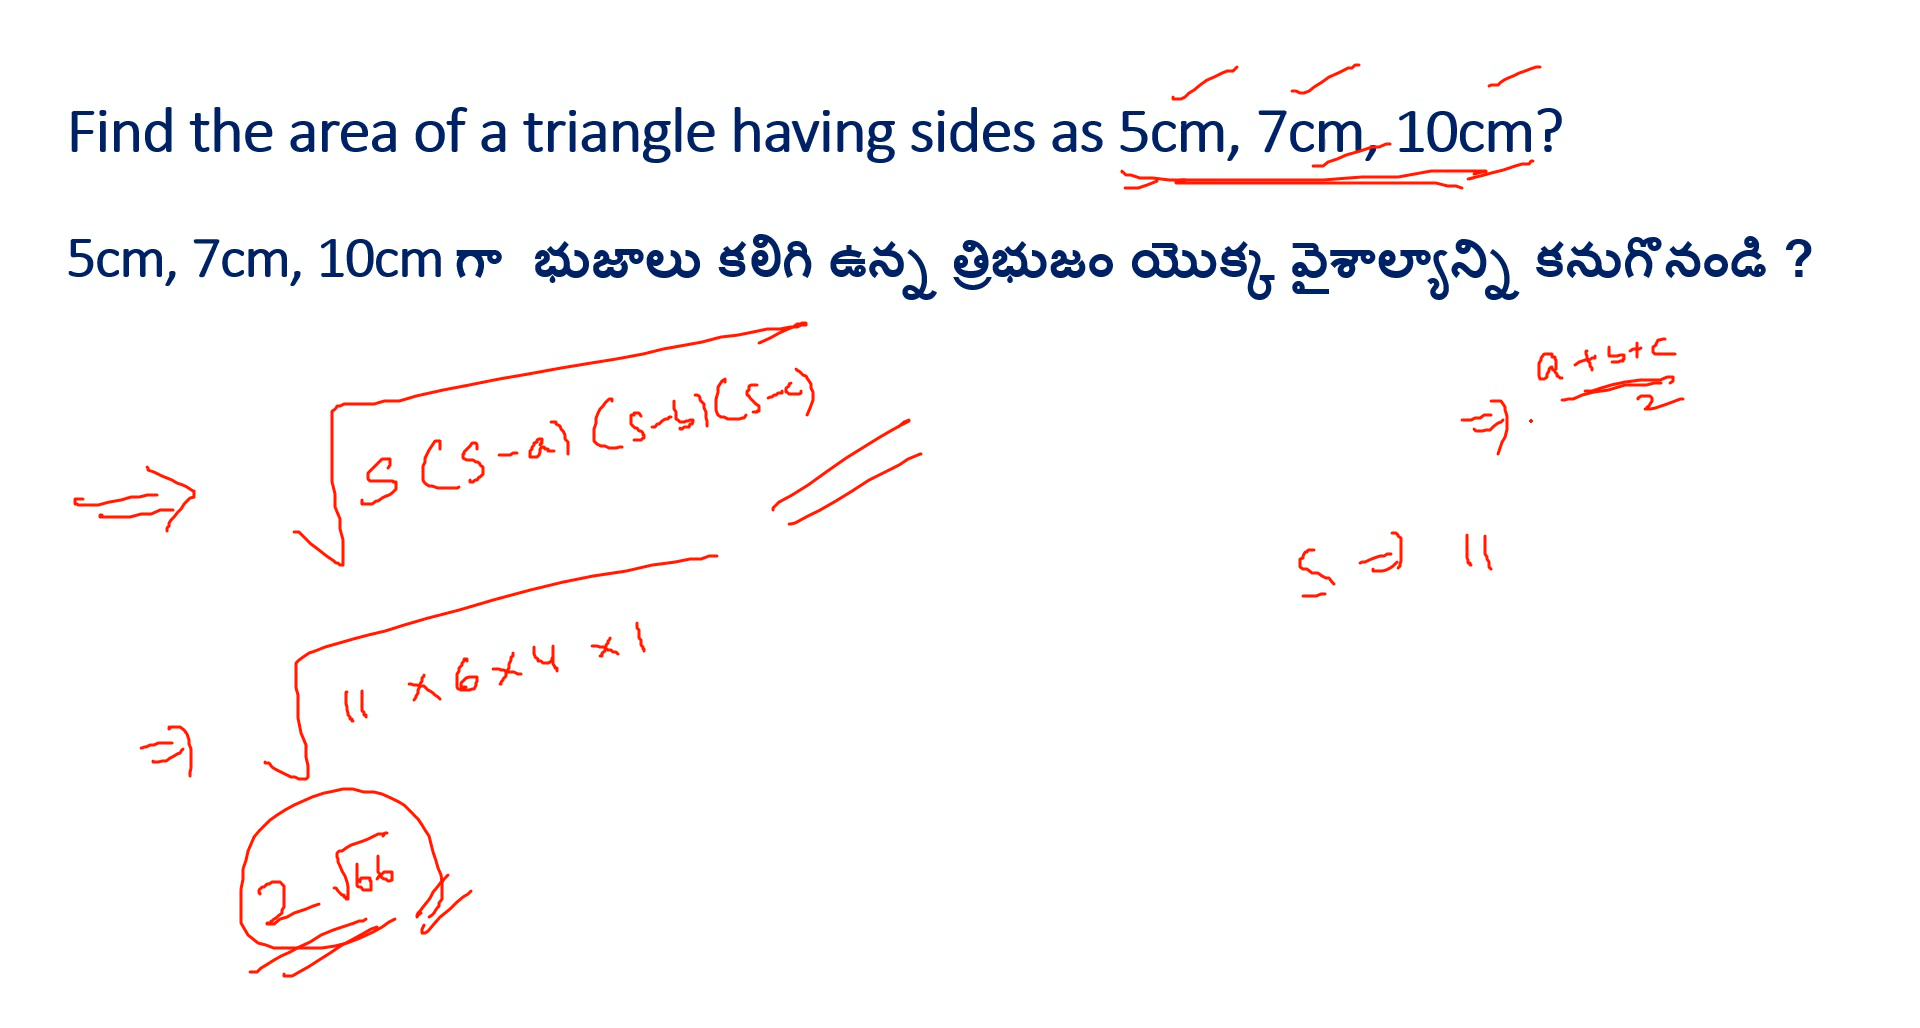 Find the area of a triangle having sides as 5cm, 7cm, 10cm?
5cm, 7cm, 10cm గా భుజాలు కలిగి ఉన్న త్రిభుజం యొక్క వైశాల్యాన్ని కనుగొనండి ?
⇒ a+b+c/2
⇒ √s(s-a)(s-b)(s-c)
s ⇒ 11
⇒ √11×6×4×1
2√66